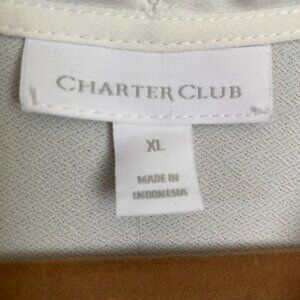 CHARTER CLUB
XL
MADE IN
INDONESIA